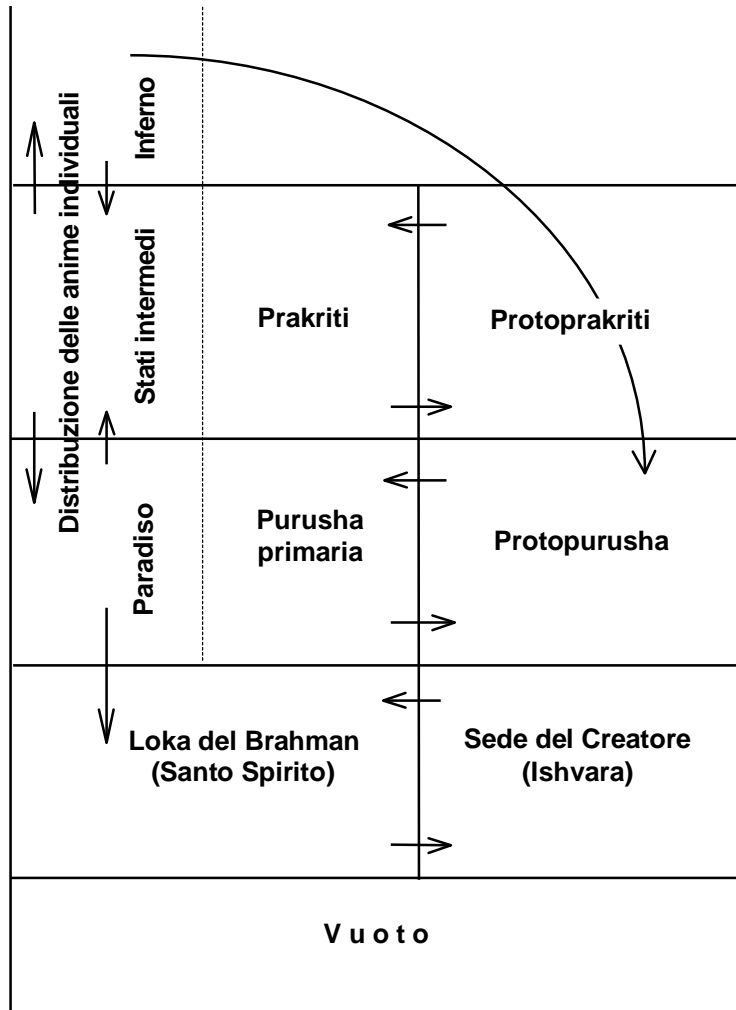 Distribuzione delle anime individuali
Inferno
Stati intermedi
Paradiso
Prakriti
Protoprakriti
Purusha
primaria
Protopurusha
Loka del Brahman
(Santo Spirito)
Sede del Creatore
(Ishvara)
V u o t o